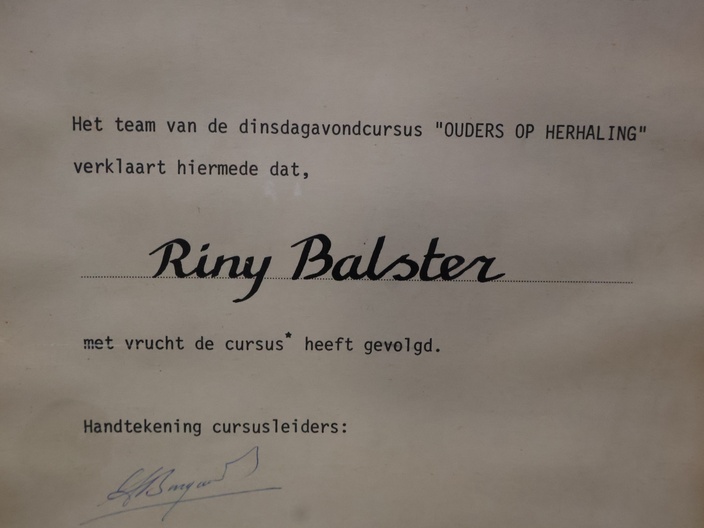 Het team van de dinsdagavondcursus "OUDERS OP HERHALING"
verklaart hiermede dat,
Riny Balster
met vrucht de cursus* heeft gevolgd.
Handtekening cursusleiders: